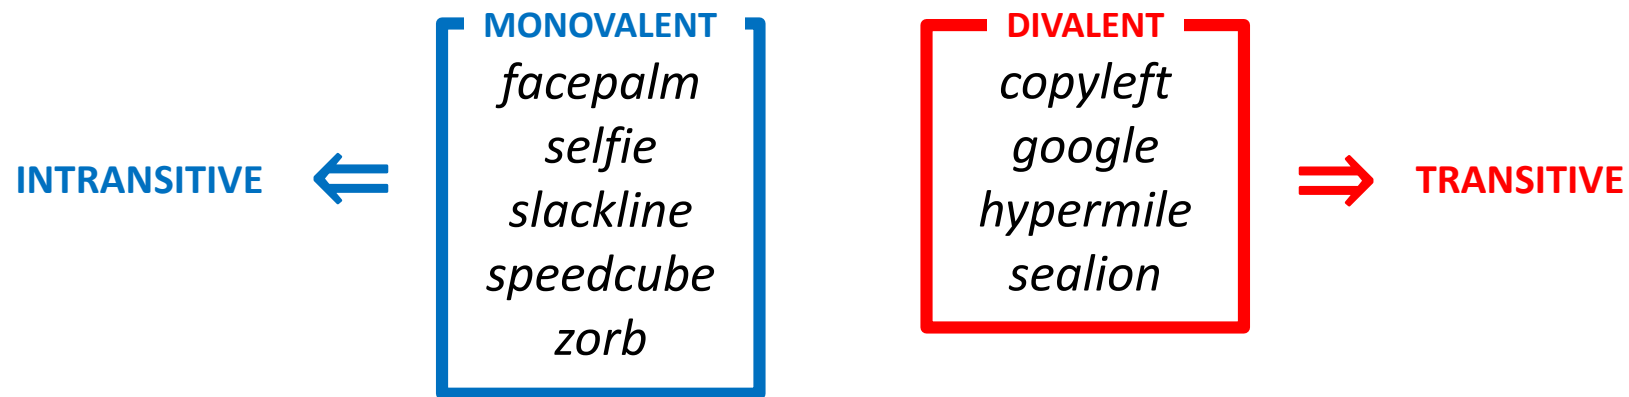 MONOVALENT
facepalm
selfie
slackline
speedcube
zorb
INTRANSITIVE
DIVALENT
copyleft
google
hypermile
sealion
TRANSITIVE